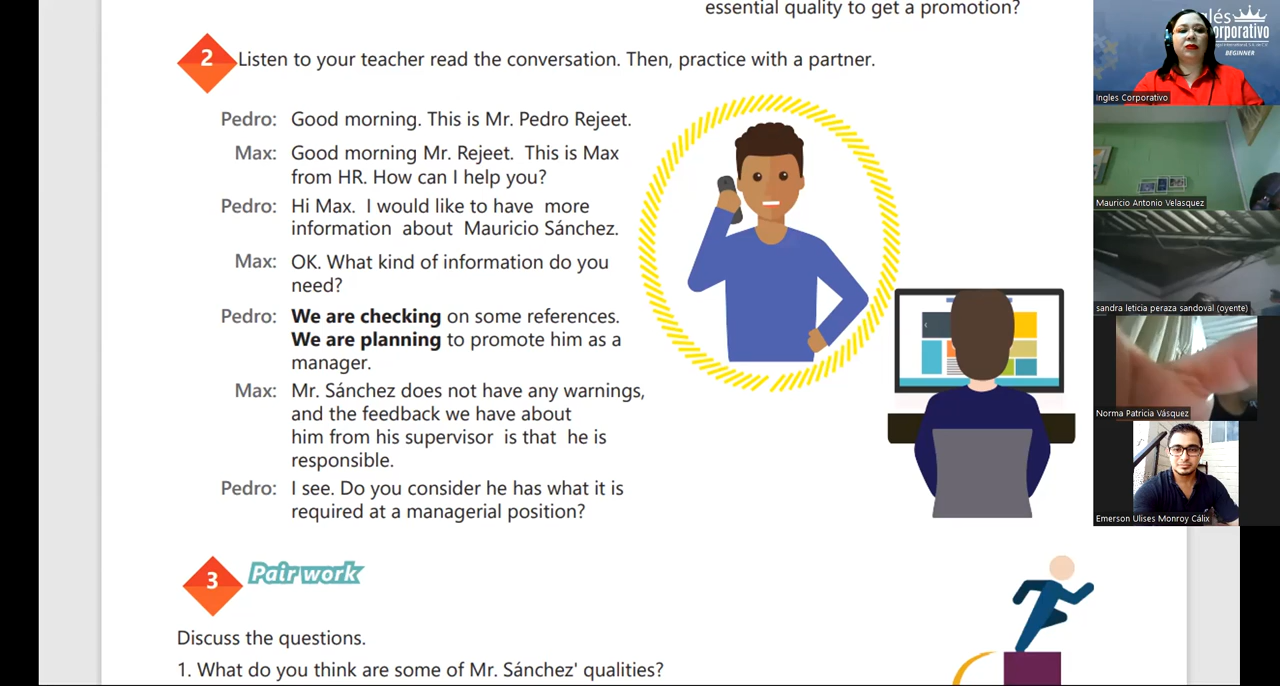 essential quality to get a promotion?
2
Listen to your teacher read the conversation. Then, practice with a partner.
Pedro: Good morning. This is Mr. Pedro Rejeet.
Max: Good morning Mr. Rejeet. This is Max
from HR. How can I help you?
Pedro: Hi Max. I would like to have more
information about Mauricio Sánchez.
Max: OK. What kind of information do you
need?
Pedro: We are checking on some references.
We are planning to promote him as a
manager.
Max: Mr. Sánchez does not have any warnings,
and the feedback we have about
him from his supervisor is that he is
responsible.
Pedro: I see. Do you consider he has what it is
required at a managerial position?
3
Pair work
Discuss the questions.
1. What do you think are some of Mr. Sánchez' qualities?
BEGINNER
Ingles Corporativo
Mauricio Antonio Velasquez
sandra leticia peraza sandoval (oyente)
Norma Patricia Vásquez
Emerson Ulises Monroy Cálix